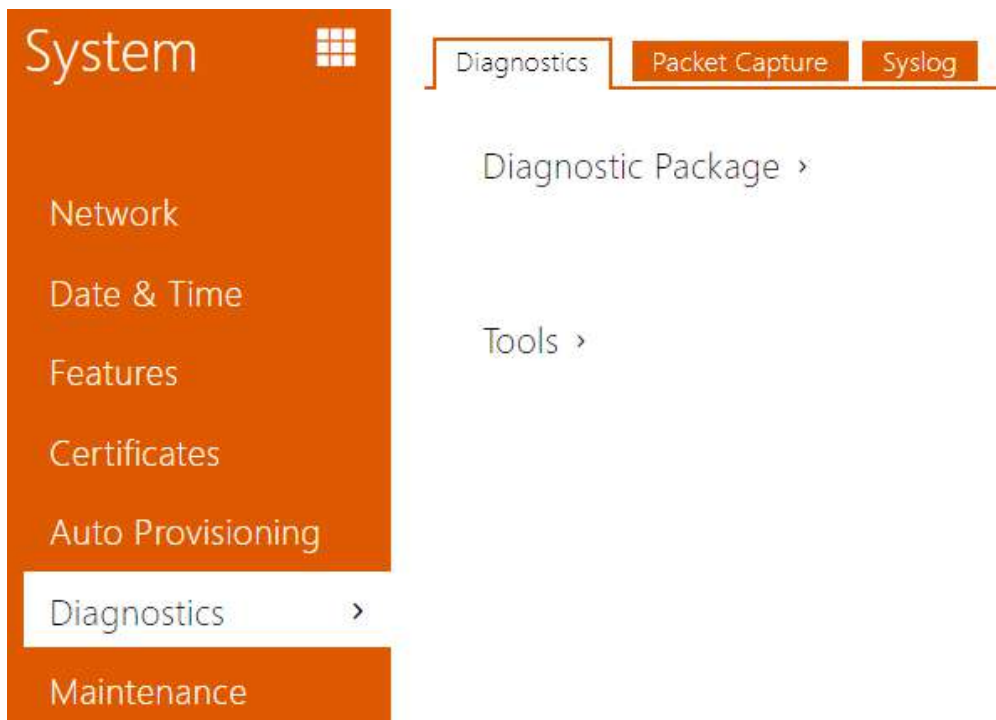 System
Network
Date & Time
Features
Certificates
Auto Provisioning
Diagnostics ›
Maintenance
Diagnostics Packet Capture Syslog
Diagnostic Package ›
Tools ›